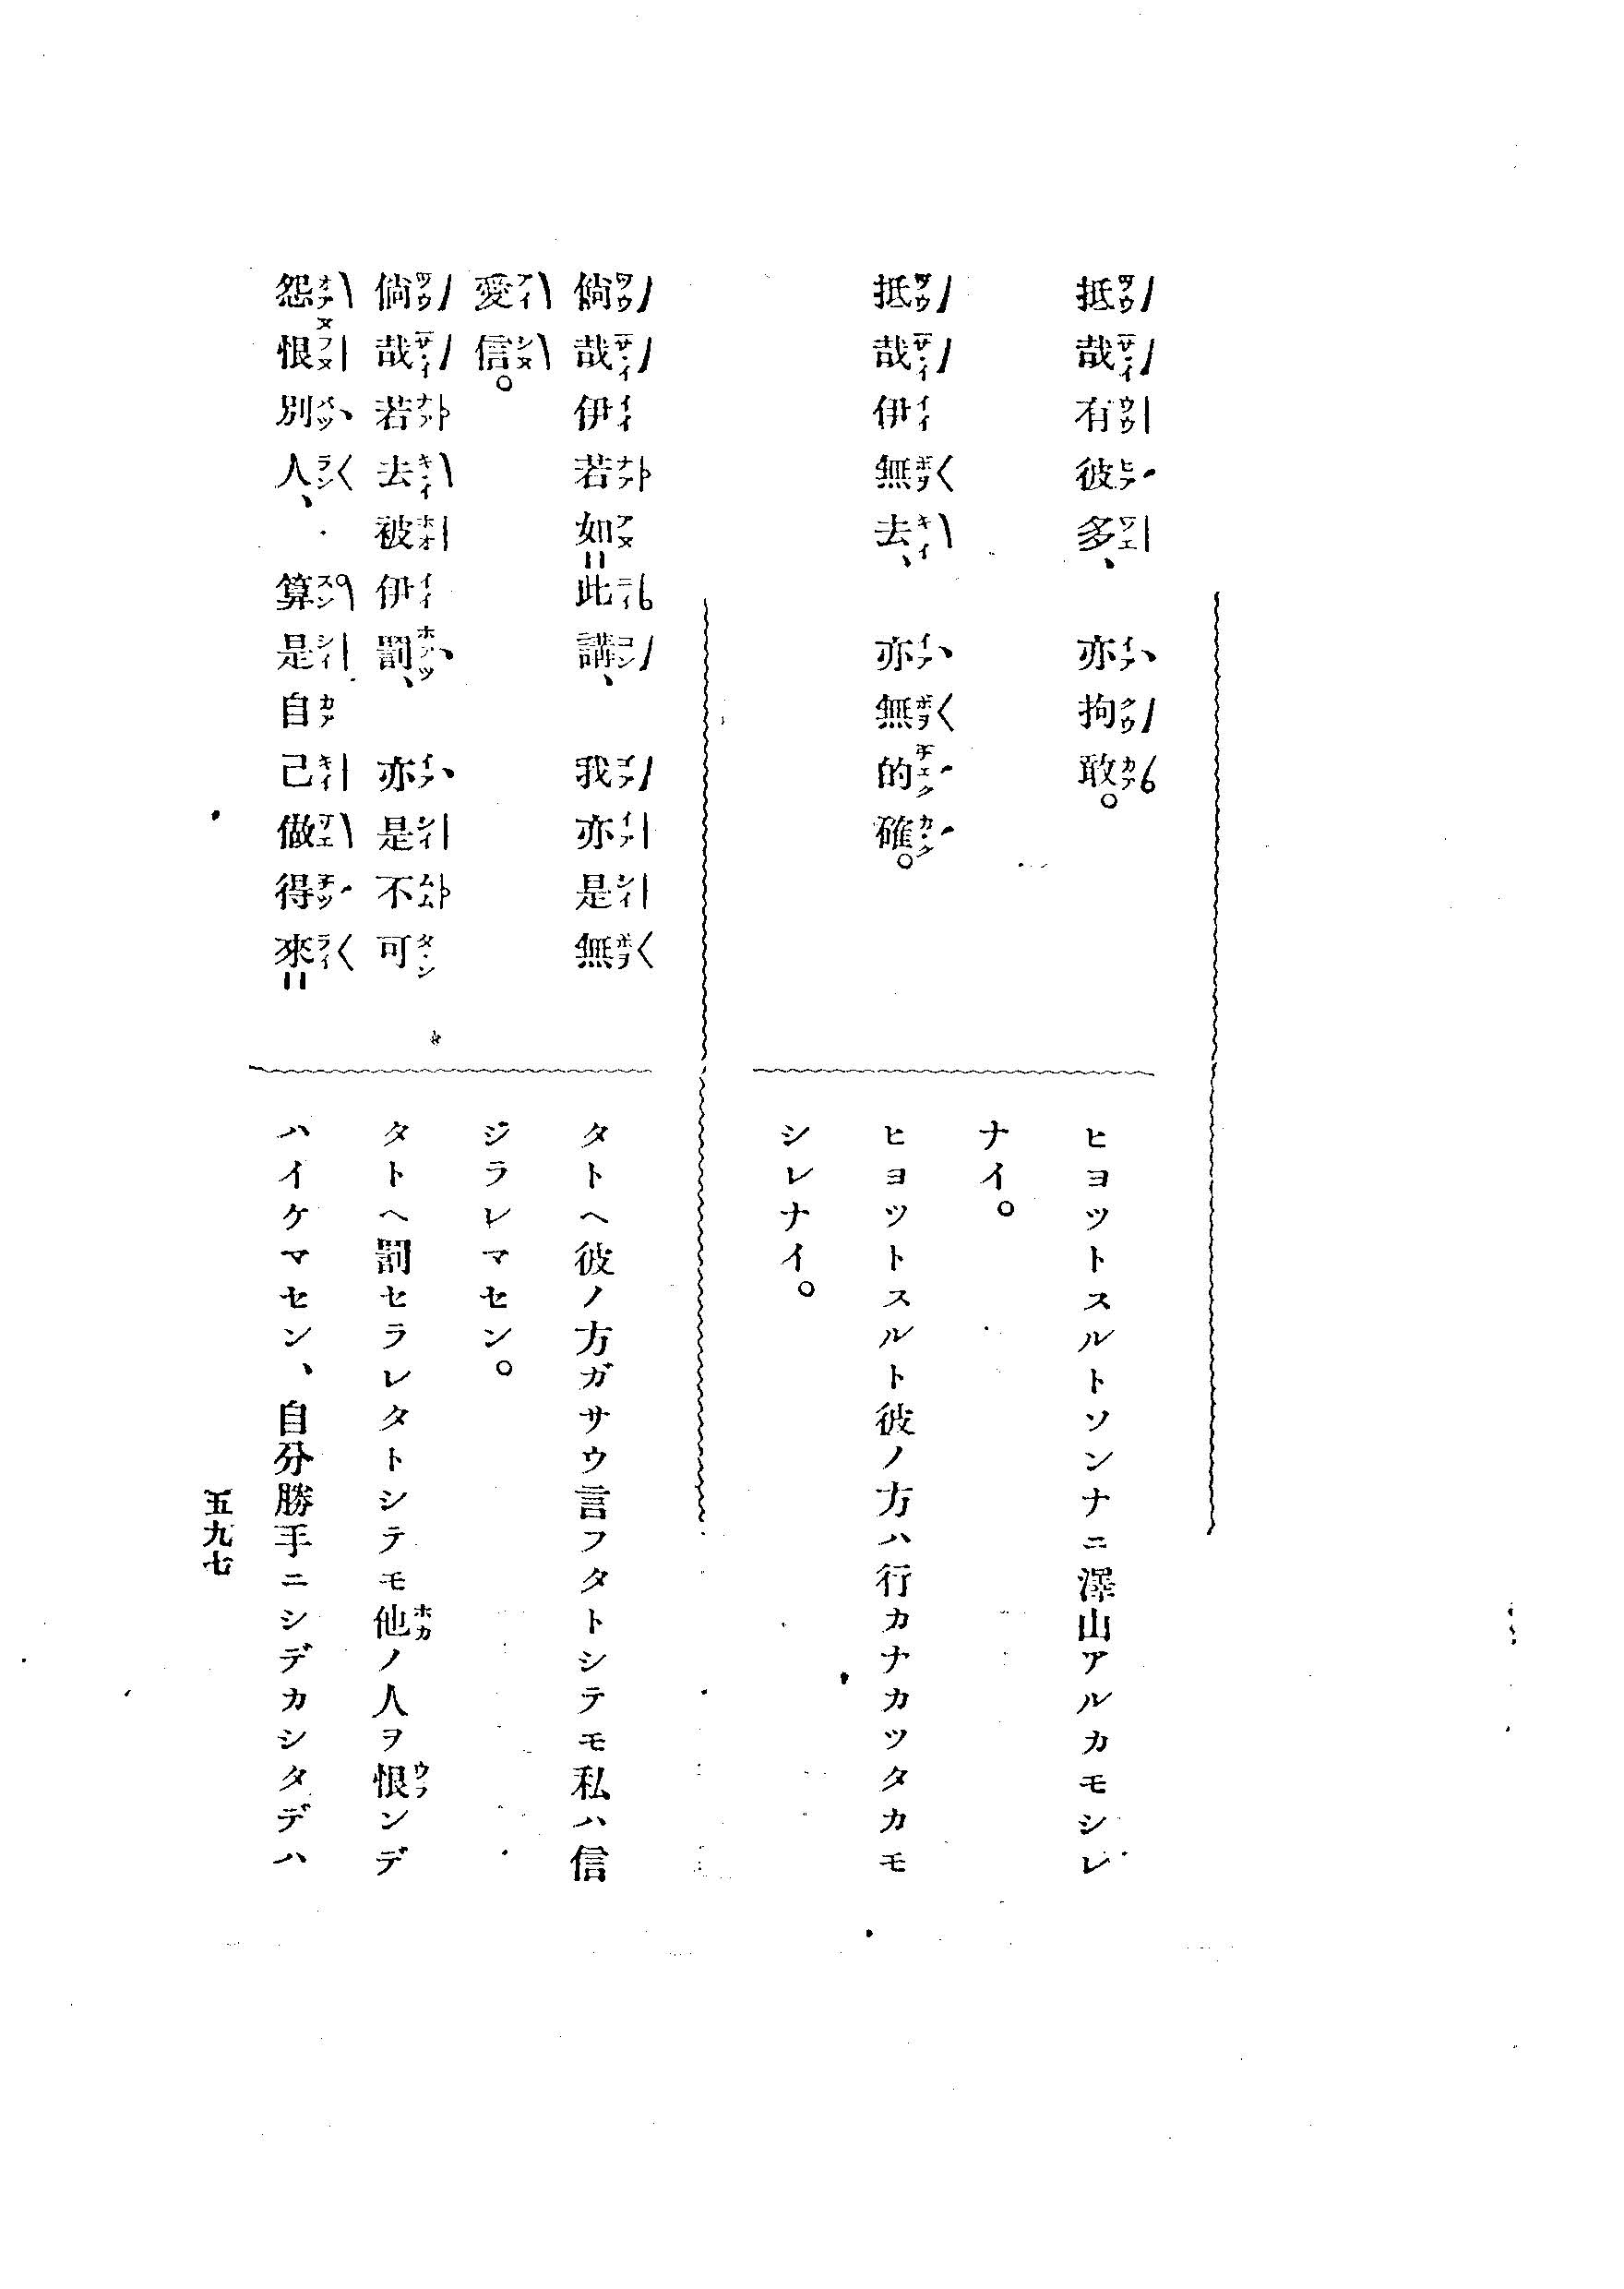 抵哉有彼多、亦拘敢。
ヒヨツトスルトソンナニ澤山アルカモシレ
ナイ。
抵哉伊無去、亦無的確。
ヒヨツトスルト彼ノ方ハ行カナカツタカモ
シレナイ。
倘哉伊若如=此講、我亦是無
愛信。
タトヘ彼ノ方ガサウ言フタトシテモ私ハ信
ジラレマセン。
倘哉若去被伊罰、亦是不可
怨恨別人、算是自己做得來=
タトヘ罰セラレタトシテモ他ノ人ヲ恨ンデ
ハイケマセン、自分勝手ニシデカシタデハ
五九七